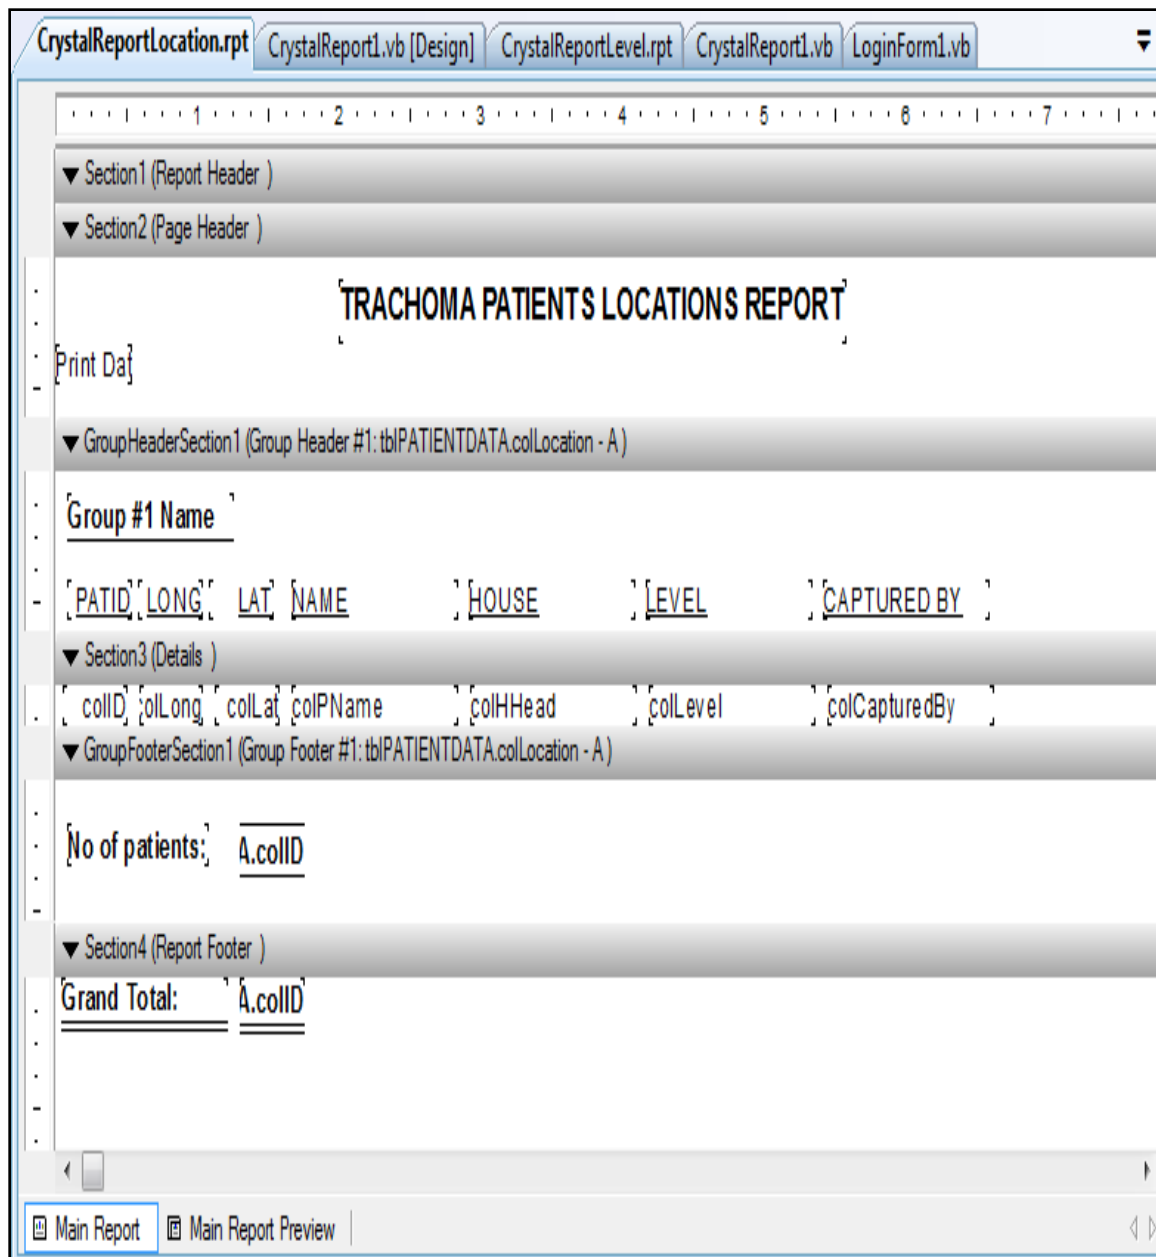 CrystalReportLocation.rpt CrystalReport1.vb [Design] CrystalReportLevel.rpt CrystalReport1.vb LoginForm1.vb
1 2 3 4 5 6 7
Section1 (Report Header )
Section2 (Page Header )
TRACHOMA PATIENTS LOCATIONS REPORT
Print Dat
GroupHeaderSection1 (Group Header #1: tblPATIENTDATA.colLocation - A )
Group #1 Name
PATID LONG LAT NAME HOUSE LEVEL CAPTURED BY
Section3 (Details )
colID colLong colLat colPName colHHead colLevel colCapturedBy
GroupFooterSection1 (Group Footer #1: tblPATIENTDATA.colLocation - A )
No of patients: A.colID
Section4 (Report Footer )
Grand Total: A.colID
Main Report Main Report Preview